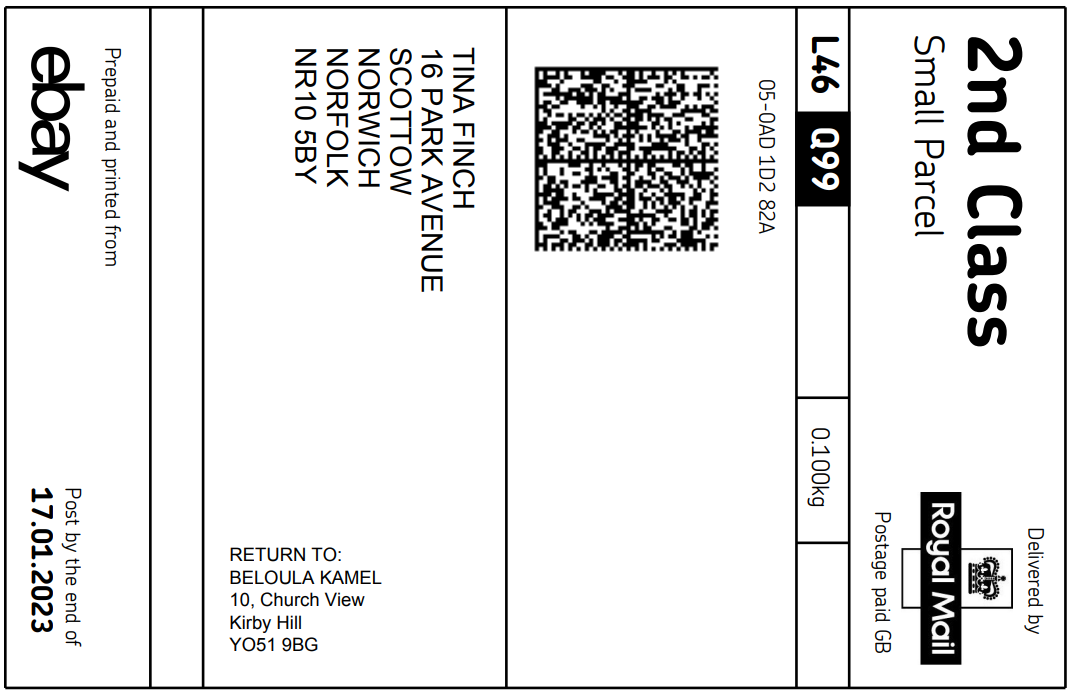 Delivered by
Royal Mail
Postage paid GB
2nd Class
Small Parcel
L46 Q99 0.100kg
05-0AD 1D2 82A
TINA FINCH
16 PARK AVENUE
SCOTTOW
NORWICH
NORFOLK
NR10 5BY
RETURN TO:
BELOULA KAMEL
10, Church View
Kirby Hill
YO51 9BG
Prepaid and printed from
ebay
Post by the end of
17.01.2023